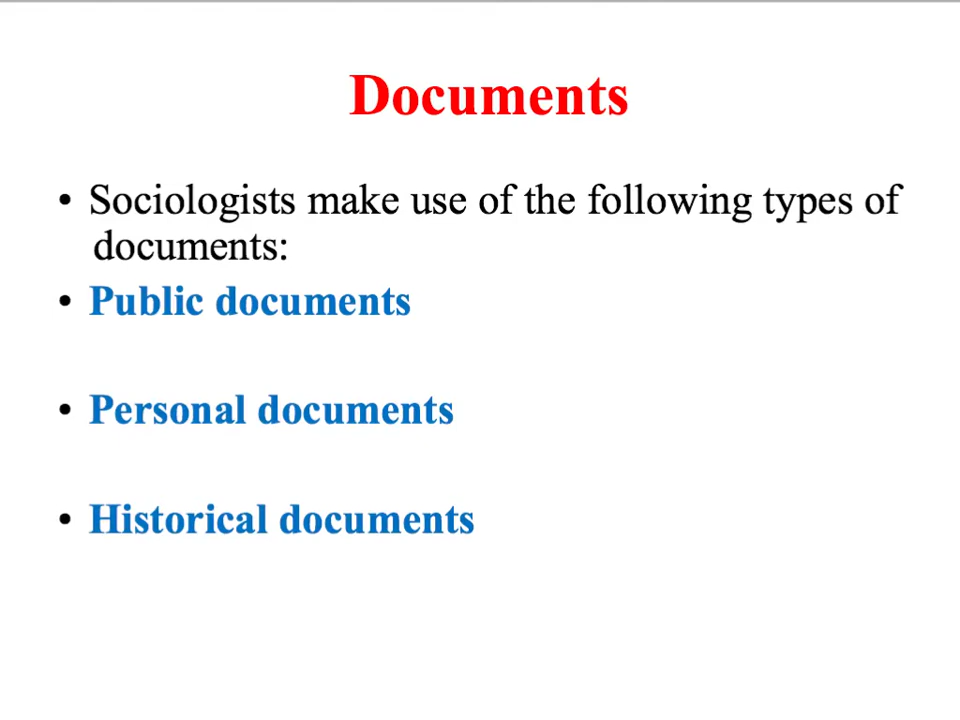 Documents
• Sociologists make use of the following types of
documents:
• Public documents
• Personal documents
• Historical documents